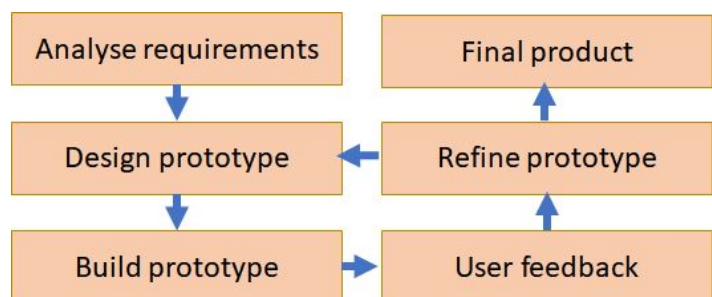 Analyse requirements
Final product
Design prototype
Refine prototype
Build prototype
User feedback